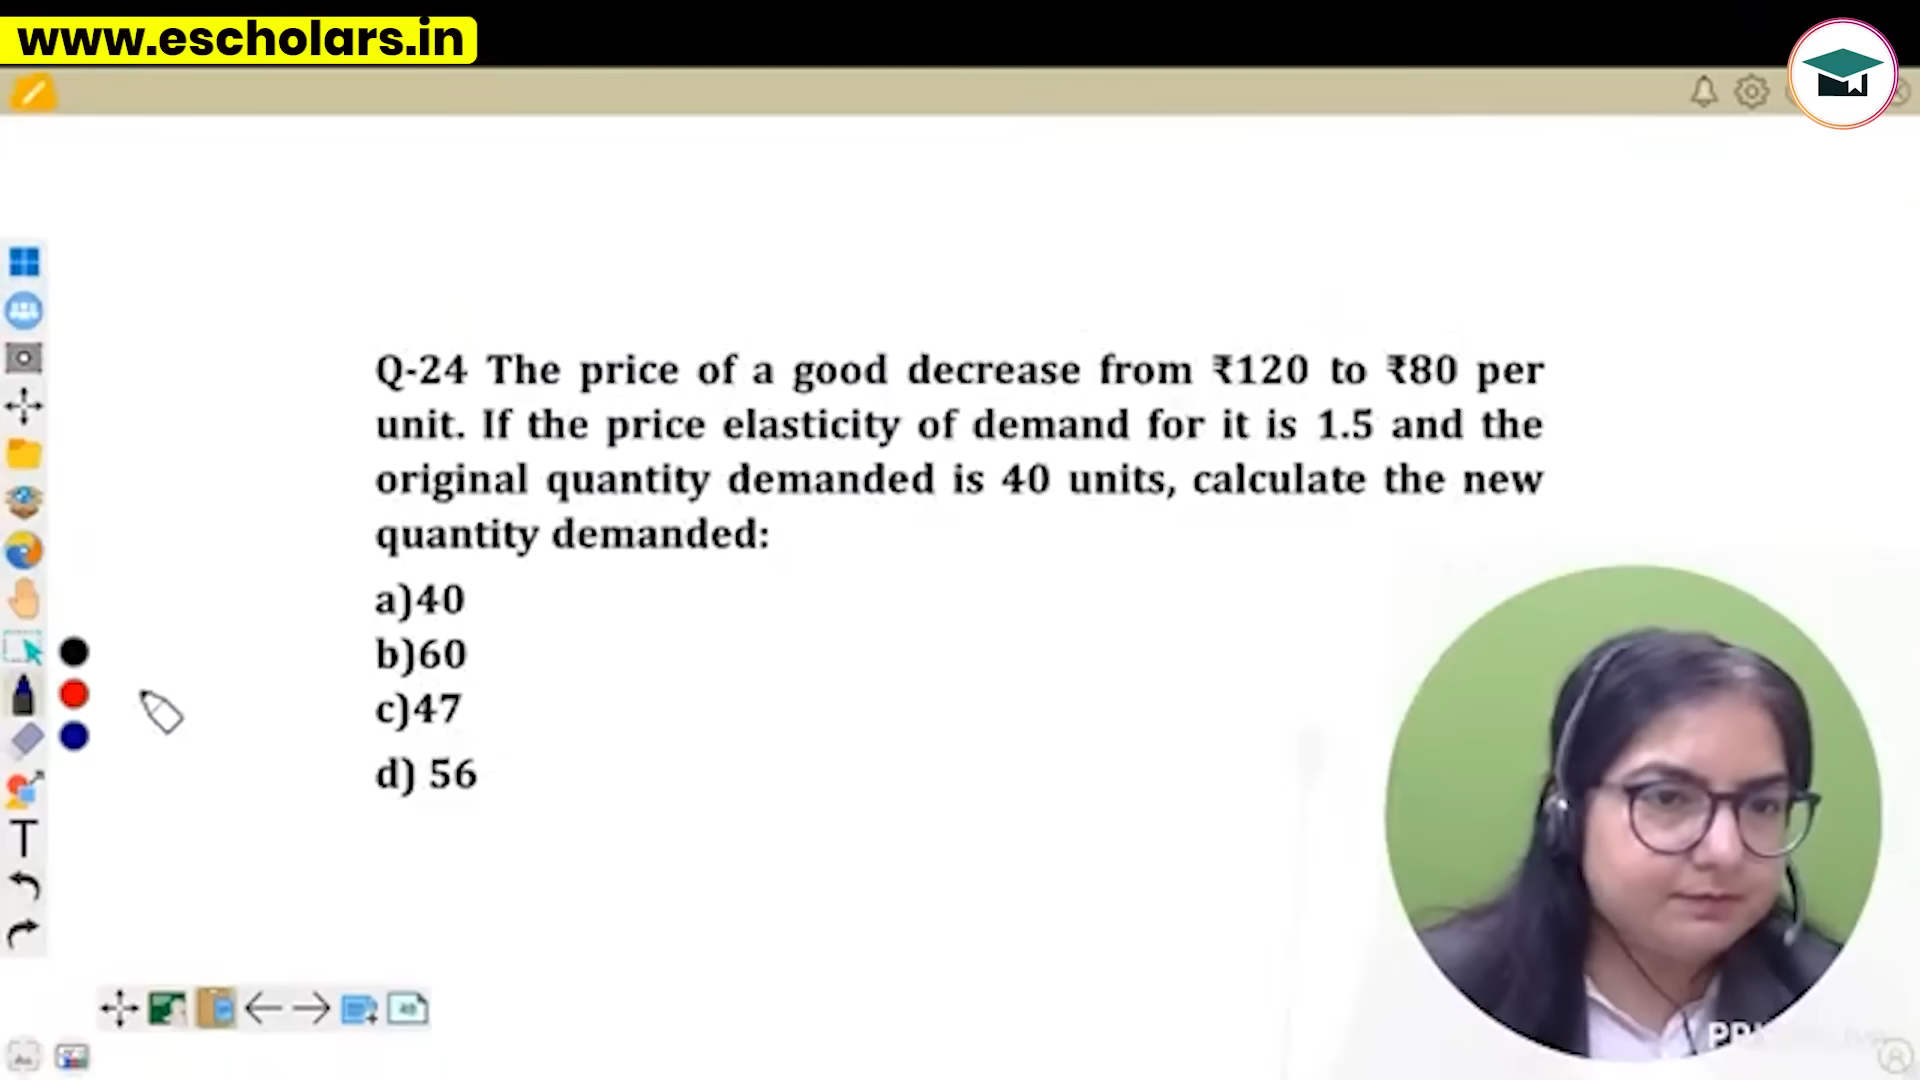 www.escholars.in
Q-24 The price of a good decrease from ₹120 to ₹80 per
unit. If the price elasticity of demand for it is 1.5 and the
original quantity demanded is 40 units, calculate the new
quantity demanded:
a)40
b)60
c)47
d) 56
T